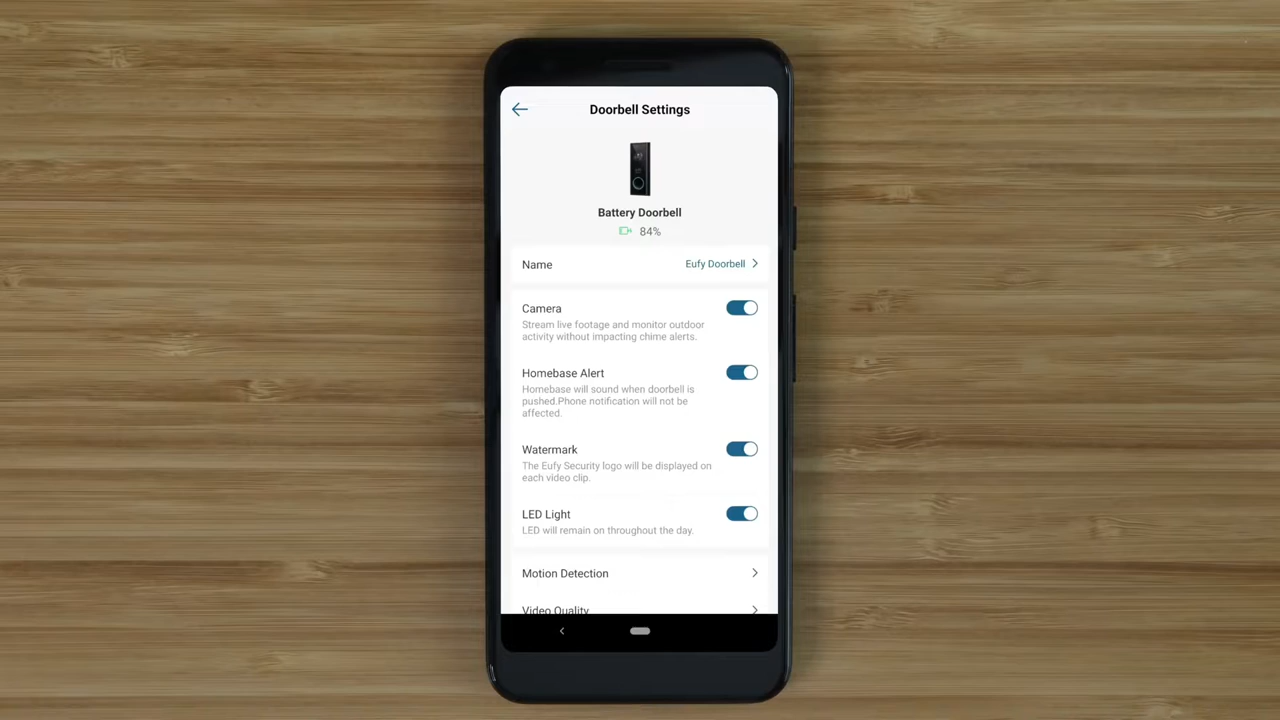 Doorbell Settings
Battery Doorbell
84%
Name
Eufy Doorbell
Camera
Stream live footage and monitor outdoor
activity without impacting chime alerts.
Homebase Alert
Homebase will sound when doorbell is
pushed.Phone notification will not be
affected.
Watermark
The Eufy Security logo will be displayed on
each video clip.
LED Light
LED will remain on throughout the day.
Motion Detection
Video Quality